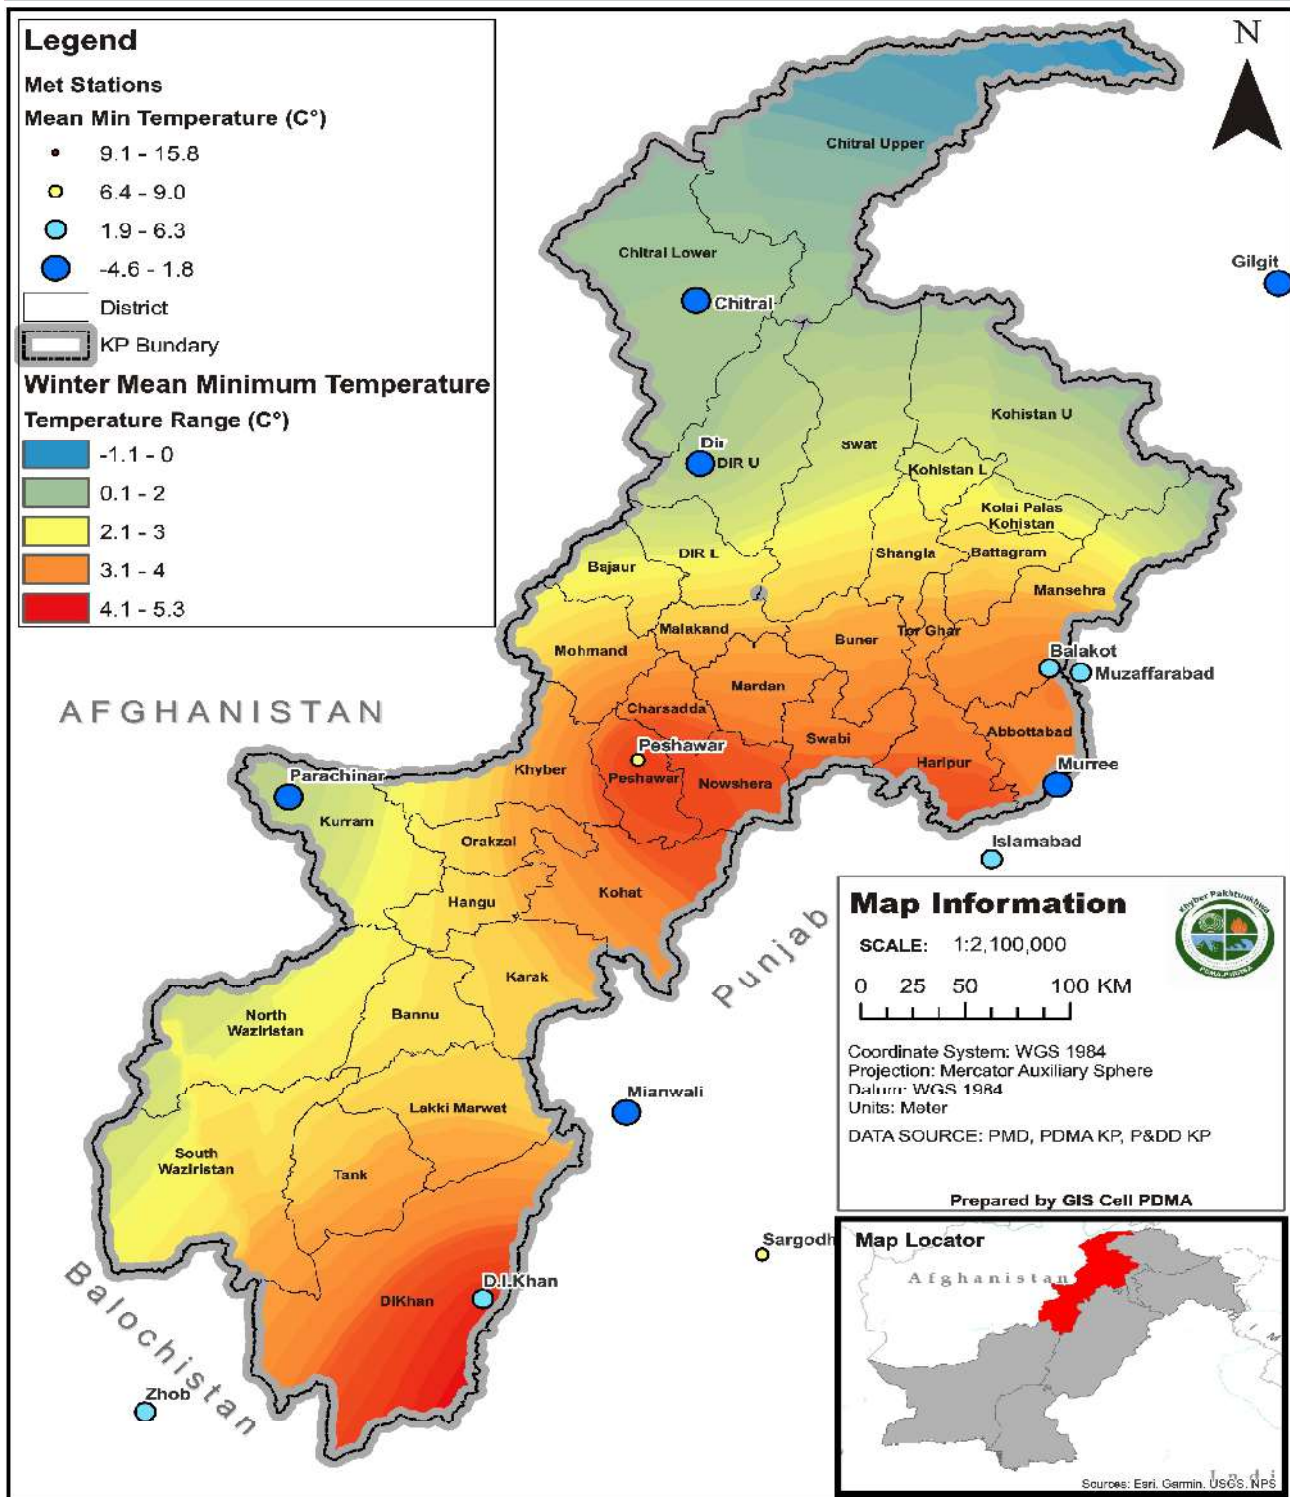 Legend
Met Stations
Mean Min Temperature (C°)
9.1 - 15.8
6.4 - 9.0
1.9 - 6.3
-4.6 - 1.8
District
KP Bundary
Winter Mean Minimum Temperature
Temperature Range (C°)
-1.1 - 0
0.1 - 2
2.1 - 3
3.1 - 4
4.1 - 5.3
N
Chitral Upper
Chitral Lower
Chitral
Gilgit
Kohistan U
Swat
Dir
DIR U
Kohistan L
Kolai Palas
Kohistan
DIR L
Shangla
Battagram
Bajaur
Mansehra
Malakand
Buner
Tor Ghar
Mohmand
Balakot
Muzaffarabad
Mardan
Charsadda
AFGHANISTAN
Swabi
Abbottabad
Peshawar
Khyber
Peshawar
Nowshera
Haripur
Murree
Parachinar
Kurram
Orakzai
Islamabad
Hangu
Kohat
Punjab
Karak
North
Waziristan
Bannu
Mianwali
Lakki Marwat
South
Waziristan
Tank
Sargodh
D.I.Khan
DIKhan
Balochistan
Zhob
Map Information
Khyber Pakhtunkhwa
SCALE: 1:2,100,000
0 25 50 100 KM
Coordinate System: WGS 1984
Projection: Mercator Auxiliary Sphere
Datum: WGS 1984
Units: Meter
DATA SOURCE: PMD, PDMA KP, P&DD KP
Prepared by GIS Cell PDMA
Map Locator
Afghanistan
Indi
Sources: Esri, Garmin, USGS, NPS